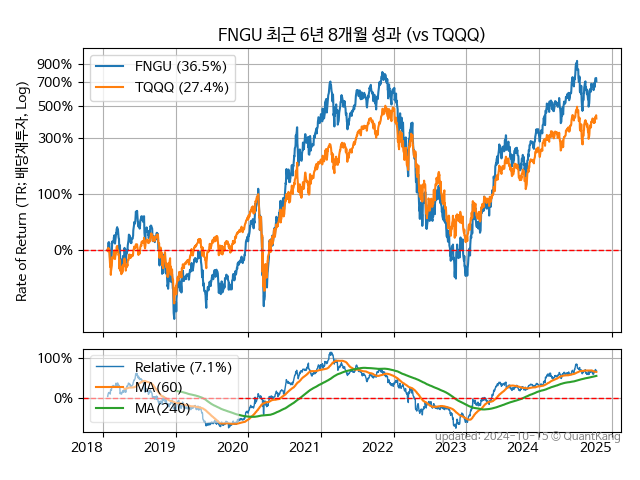 FNGU 최근 6년 8개월 성과 (vs TQQQ)
900%
700%
500%
300%
100%
0%
Rate of Return (TR: 배당재투자, Log)
FNGU (36.5%)
TQQQ (27.4%)
100%
0%
Relative (7.1%)
MA(60)
MA(240)
2018 2019 2020 2021 2022 2023 2024 2025
updated: 2024-10-15 © QuantKang